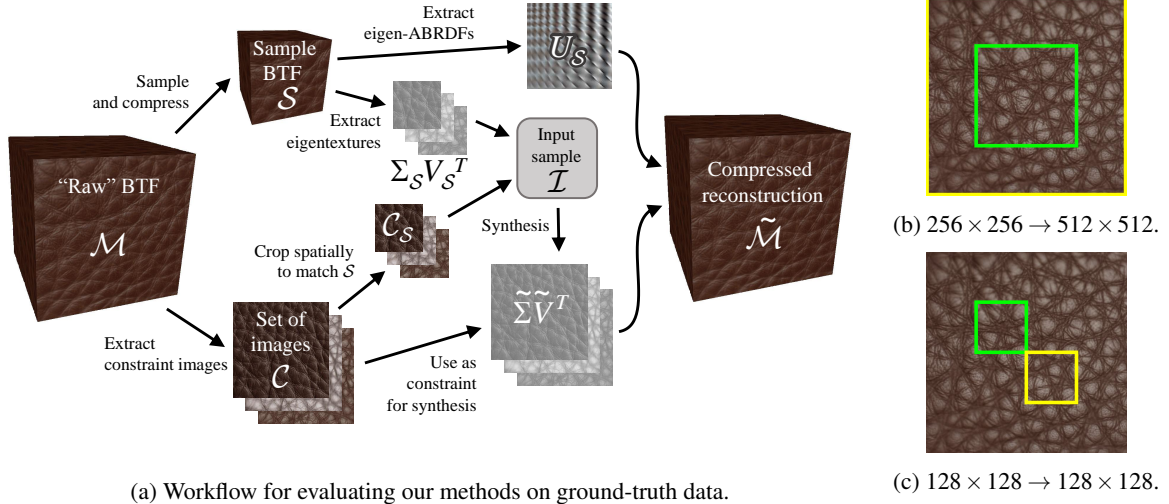 Extract
eigen-ABRDFs
Sample
BTF
𝒮
U𝒮
Sample
and compress
Extract
eigentextures
Σ𝒮V𝒮ᵀ
Input
sample
ℐ
"Raw" BTF
ℳ
Compressed
reconstruction
ℳ̃
𝒞𝒮
Synthesis
Crop spatially
to match 𝒮
Σ̃Ṽᵀ
Set of
images
𝒞
Extract
constraint images
Use as
constraint
for synthesis
(a) Workflow for evaluating our methods on ground-truth data.
(b) 256 × 256 → 512 × 512.
(c) 128 × 128 → 128 × 128.